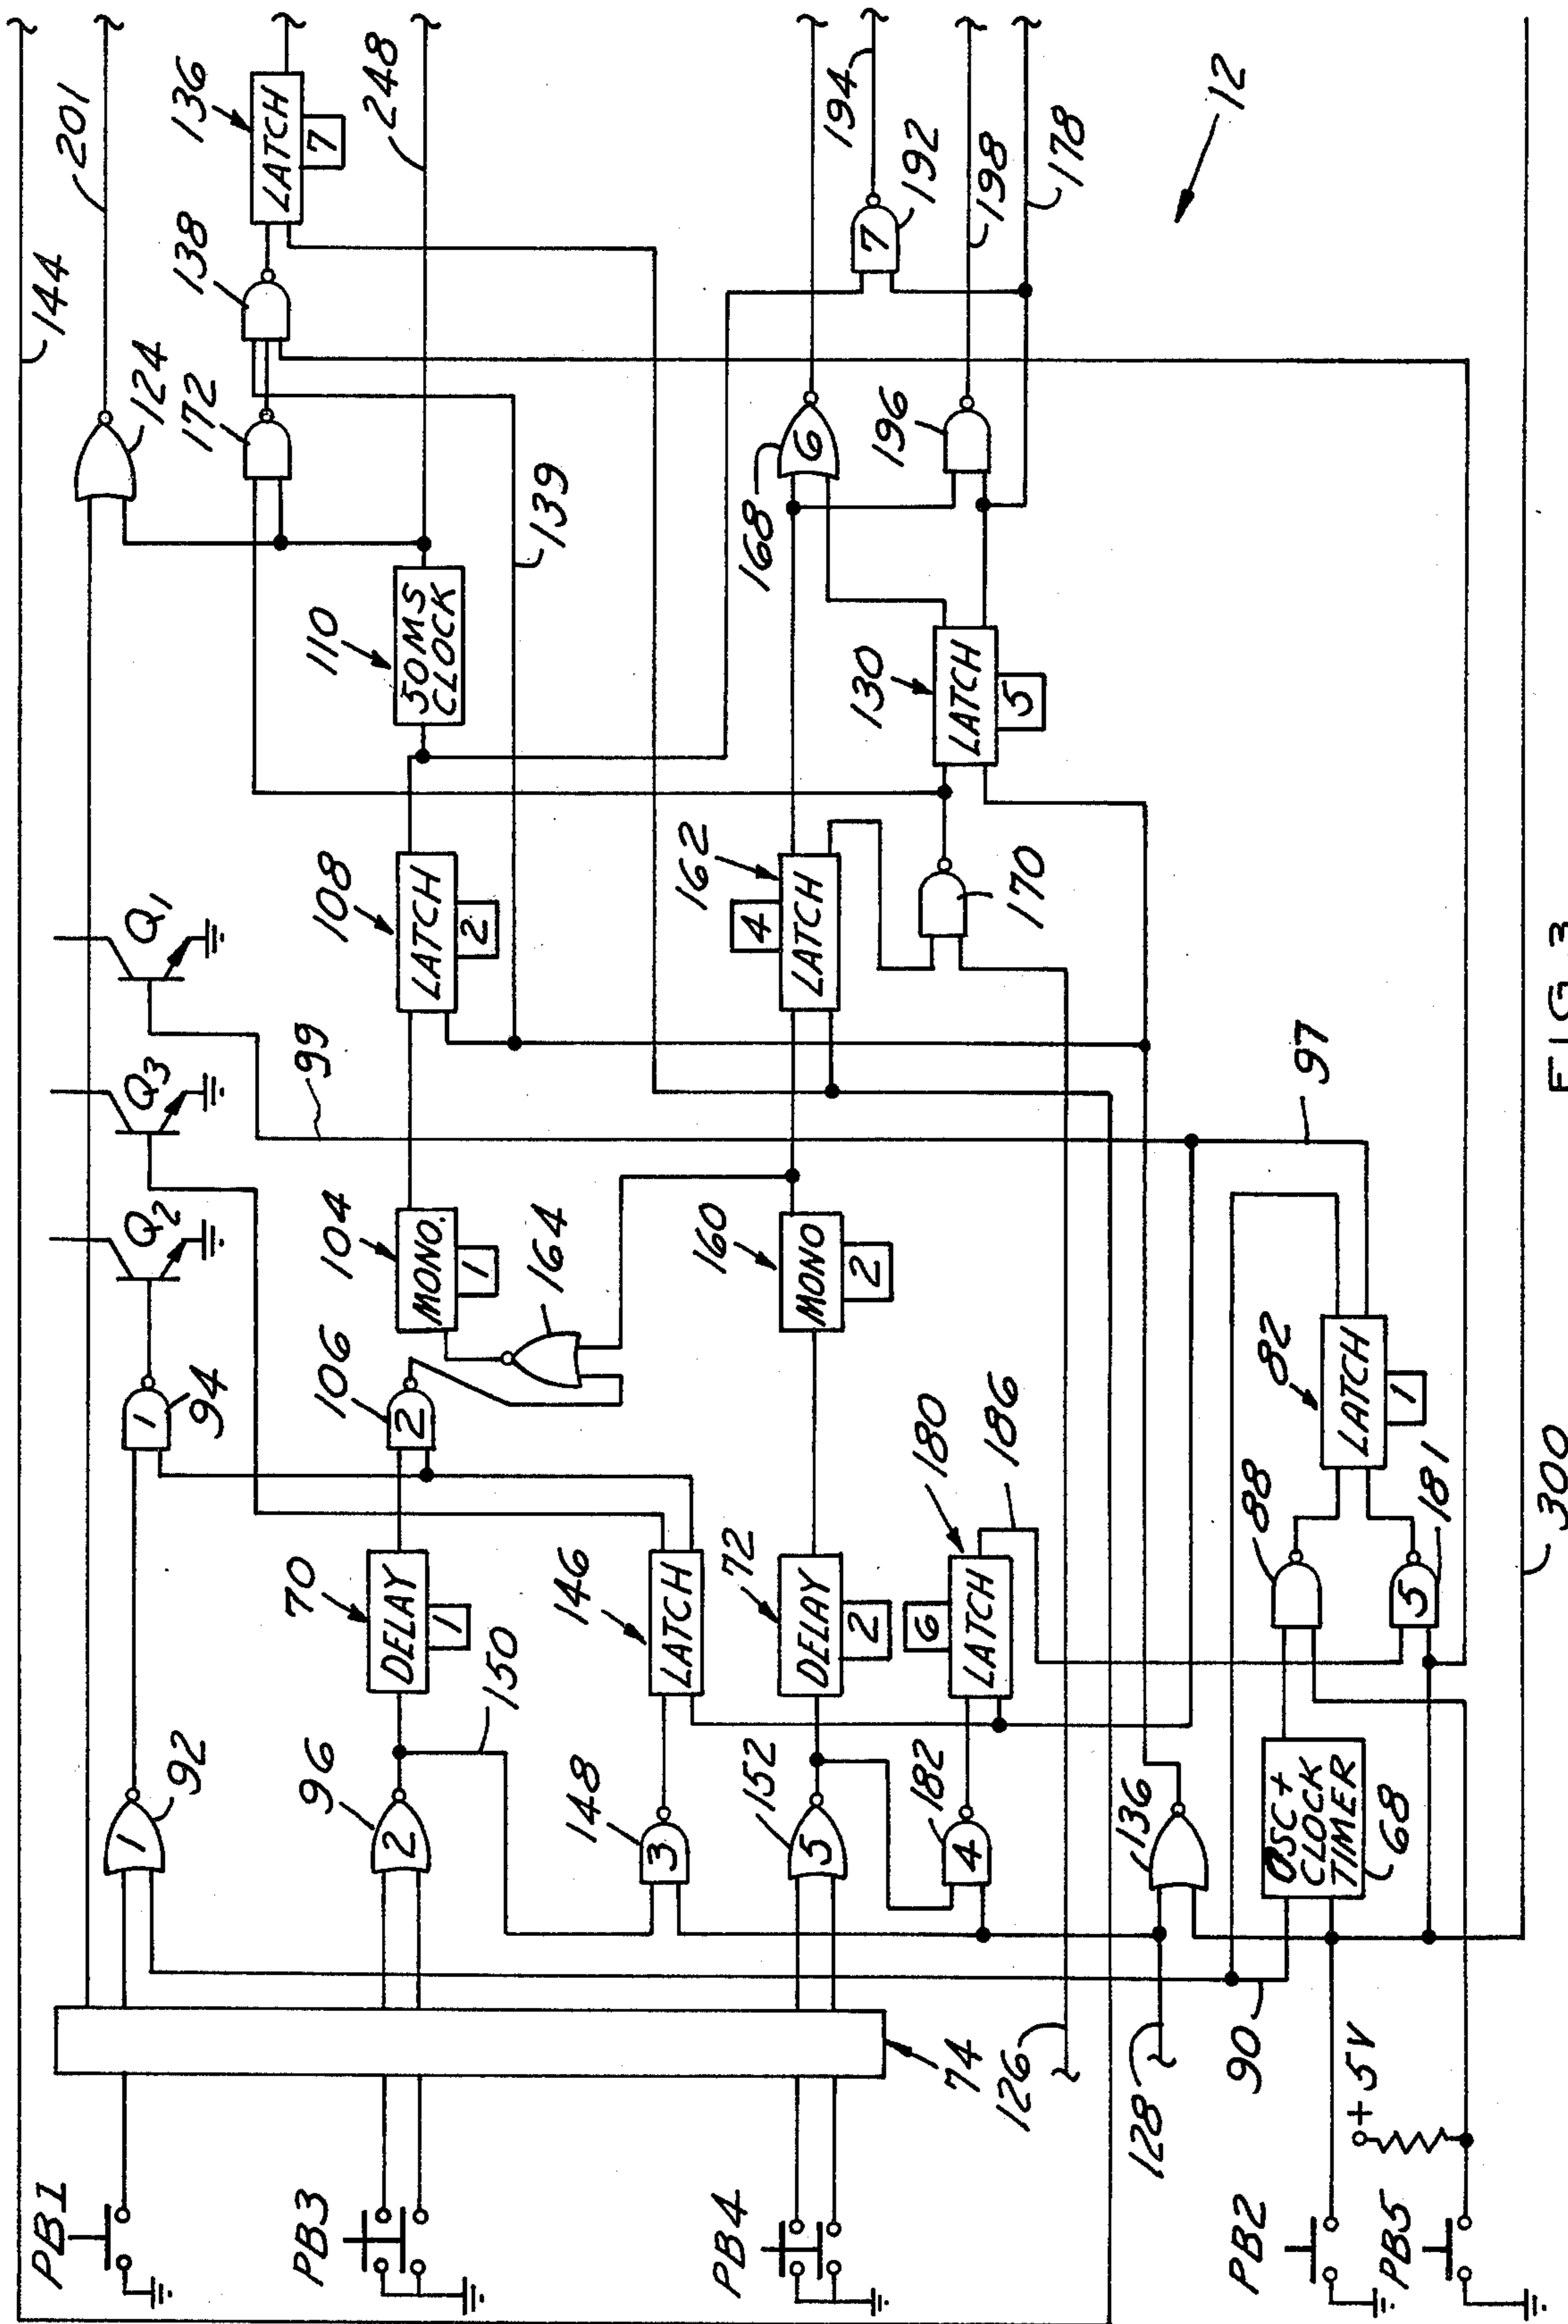 144
201
136
LATCH
7
138
124
172
248
139
110
50MS
CLOCK
108
LATCH
2
Q1
Q3
Q2
99
104
MONO.
1
164
106
2
94
1
92
1
96
2
70
DELAY
1
150
146
LATCH
148
3
72
DELAY
2
152
5
160
MONO
2
162
4
LATCH
170
130
LATCH
5
168
6
196
192
7
194
198
178
12
180
6
LATCH
186
182
4
136
97
82
LATCH
1
88
181
5
OSC+
CLOCK
TIMER
68
90
74
126
128
+5V
PB1
PB3
PB4
PB2
PB5
300
FIG. 3